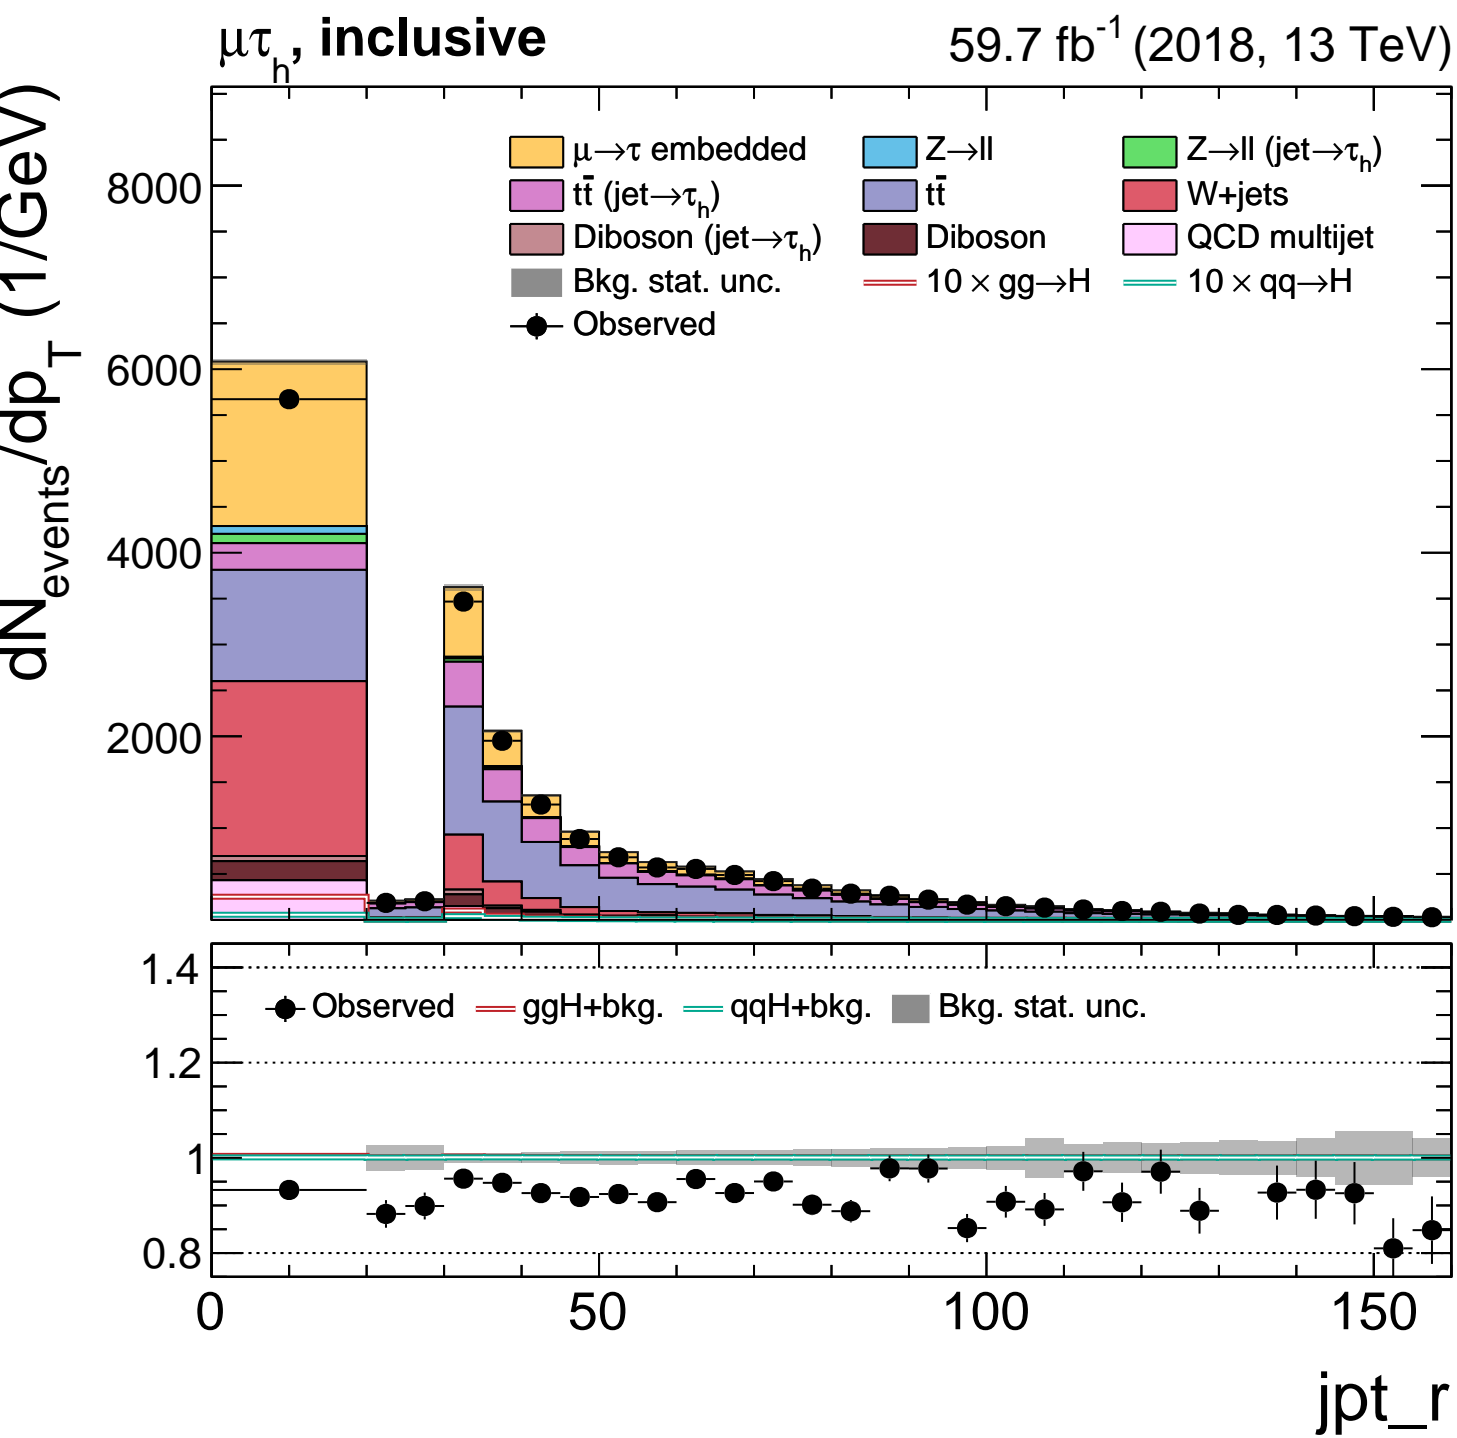 μτh, inclusive
59.7 fb-1 (2018, 13 TeV)
dNevents/dpT (1/GeV)
8000
6000
4000
2000
μ→τ embedded
Z→ll
Z→ll (jet→τh)
tt̄ (jet→τh)
tt̄
W+jets
Diboson (jet→τh)
Diboson
QCD multijet
Bkg. stat. unc.
10 × gg→H
10 × qq→H
Observed
1.4
1.2
1
0.8
Observed
ggH+bkg.
qqH+bkg.
Bkg. stat. unc.
0
50
100
150
jpt_r